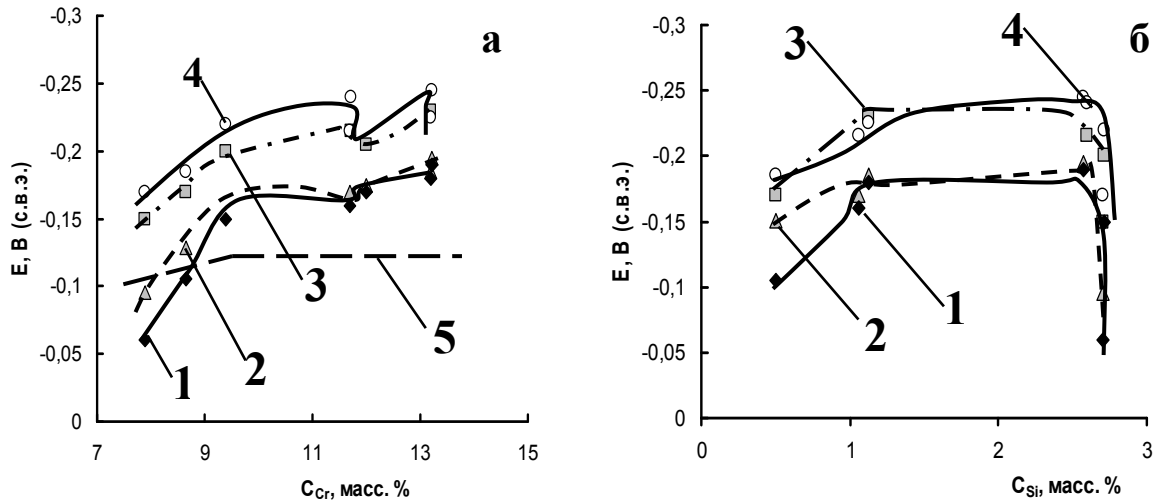 а
E, В (с.в.э.)
-0,3
-0,25
-0,2
-0,15
-0,1
-0,05
0
7 9 11 13 15
C_Cr, масс. %
4
3
2
1
5
б
E, В (с.в.э.)
-0,3
-0,25
-0,2
-0,15
-0,1
-0,05
0
0 1 2 3
C_Si, масс. %
3
4
1
2